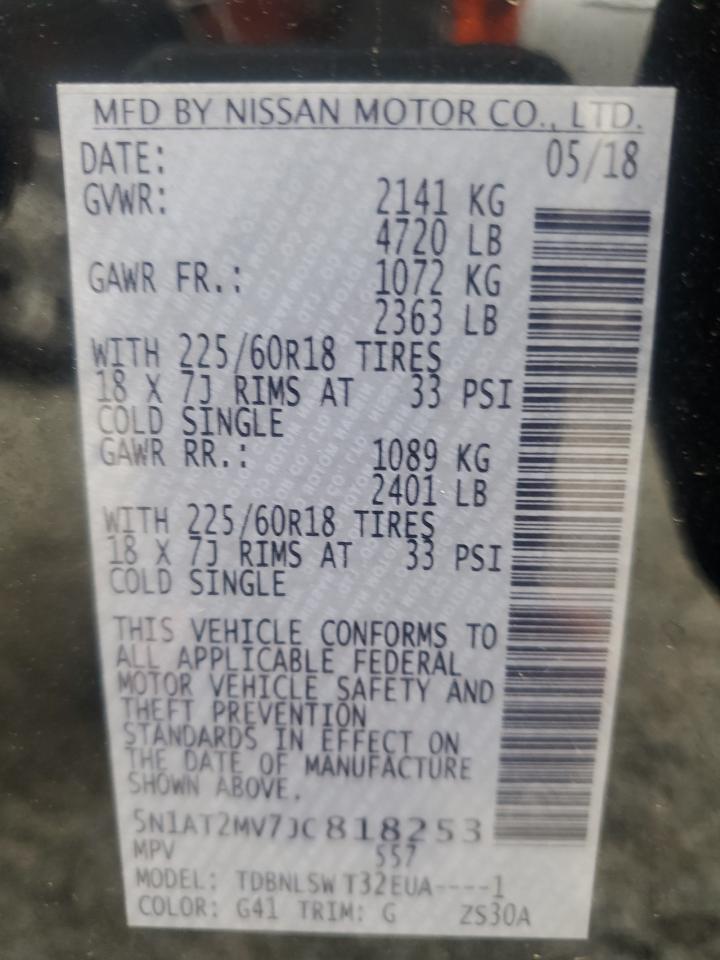 MFD BY NISSAN MOTOR CO., LTD.
DATE: 05/18
GVWR: 2141 KG
4720 LB
GAWR FR.: 1072 KG
2363 LB
WITH 225/60R18 TIRES
18 X 7J RIMS AT 33 PSI
COLD SINGLE
GAWR RR.: 1089 KG
2401 LB
WITH 225/60R18 TIRES
18 X 7J RIMS AT 33 PSI
COLD SINGLE
THIS VEHICLE CONFORMS TO
ALL APPLICABLE FEDERAL
MOTOR VEHICLE SAFETY AND
THEFT PREVENTION
STANDARDS IN EFFECT ON
THE DATE OF MANUFACTURE
SHOWN ABOVE.
5N1AT2MV7JC818253
MPV 557
MODEL: TDBNLSW T32EUA----1
COLOR: G41 TRIM: G ZS30A